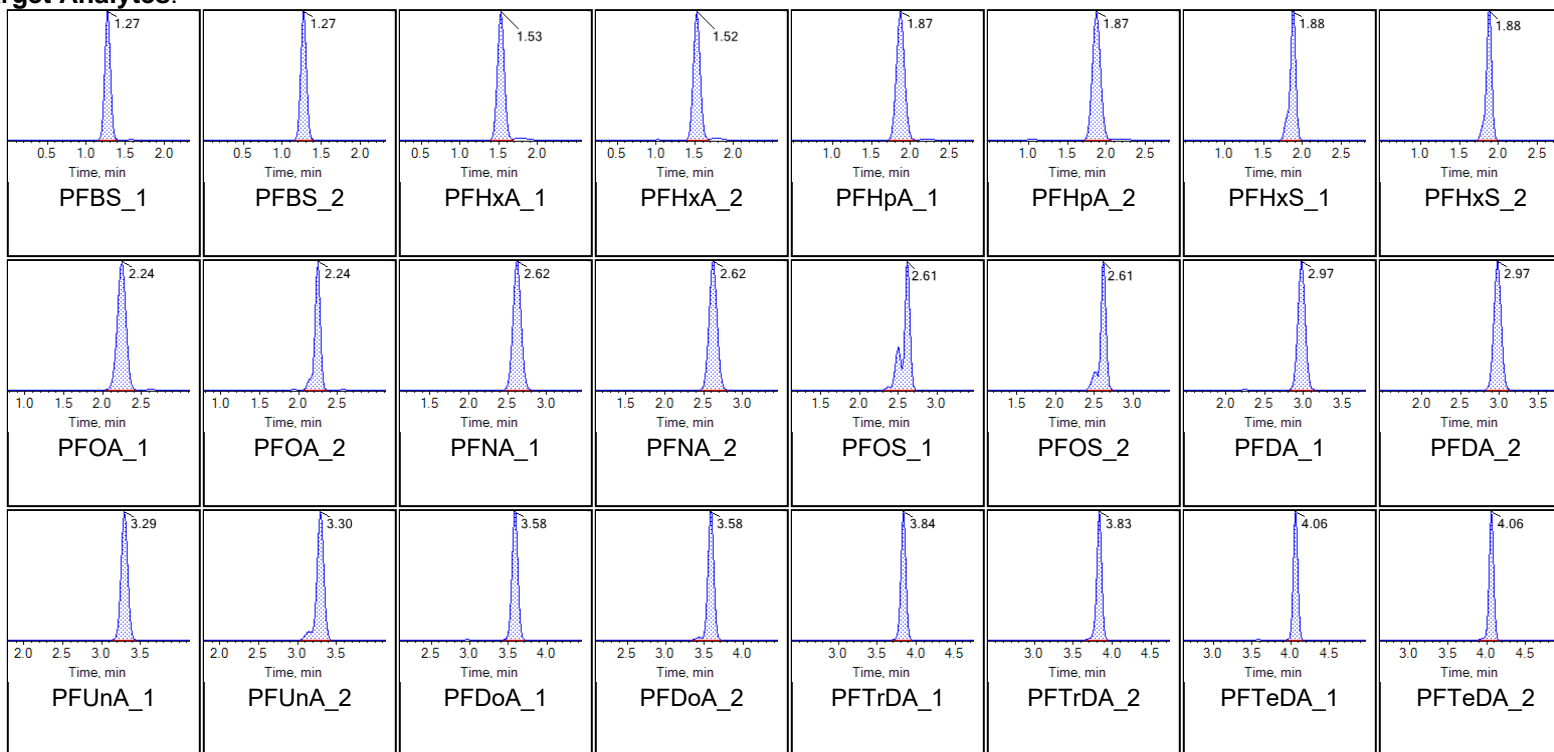 rget Analytes:
1.27 1.27 1.53 1.52 1.87 1.87 1.88 1.88
0.5 1.0 1.5 2.0 0.5 1.0 1.5 2.0 0.5 1.0 1.5 2.0 0.5 1.0 1.5 2.0 1.0 1.5 2.0 2.5 1.0 1.5 2.0 2.5 1.0 1.5 2.0 2.5 1.0 1.5 2.0 2.5
Time, min Time, min Time, min Time, min Time, min Time, min Time, min Time, min
PFBS_1 PFBS_2 PFHxA_1 PFHxA_2 PFHpA_1 PFHpA_2 PFHxS_1 PFHxS_2
2.24 2.24 2.62 2.62 2.61 2.61 2.97 2.97
1.0 1.5 2.0 2.5 1.0 1.5 2.0 2.5 1.5 2.0 2.5 3.0 1.5 2.0 2.5 3.0 1.5 2.0 2.5 3.0 1.5 2.0 2.5 3.0 2.0 2.5 3.0 3.5 2.0 2.5 3.0 3.5
Time, min Time, min Time, min Time, min Time, min Time, min Time, min Time, min
PFOA_1 PFOA_2 PFNA_1 PFNA_2 PFOS_1 PFOS_2 PFDA_1 PFDA_2
3.29 3.30 3.58 3.58 3.84 3.83 4.06 4.06
2.0 2.5 3.0 3.5 2.0 2.5 3.0 3.5 2.5 3.0 3.5 4.0 2.5 3.0 3.5 4.0 3.0 3.5 4.0 4.5 3.0 3.5 4.0 4.5 3.0 3.5 4.0 4.5 3.0 3.5 4.0 4.5
Time, min Time, min Time, min Time, min Time, min Time, min Time, min Time, min
PFUnA_1 PFUnA_2 PFDoA_1 PFDoA_2 PFTrDA_1 PFTrDA_2 PFTeDA_1 PFTeDA_2